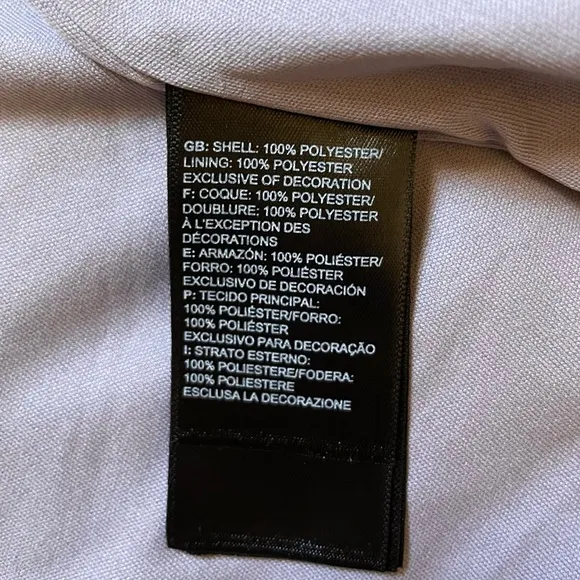 GB: SHELL: 100% POLYESTER/
LINING: 100% POLYESTER
EXCLUSIVE OF DECORATION
F: COQUE: 100% POLYESTER/
DOUBLURE: 100% POLYESTER
À L'EXCEPTION DES
DÉCORATIONS
E: ARMAZÓN: 100% POLIÉSTER/
FORRO: 100% POLIÉSTER
EXCLUSIVO DE DECORACIÓN
P: TECIDO PRINCIPAL:
100% POLIÉSTER/FORRO:
100% POLIÉSTER
EXCLUSIVO PARA DECORAÇÃO
I: STRATO ESTERNO:
100% POLIESTERE/FODERA:
100% POLIESTERE
ESCLUSA LA DECORAZIONE